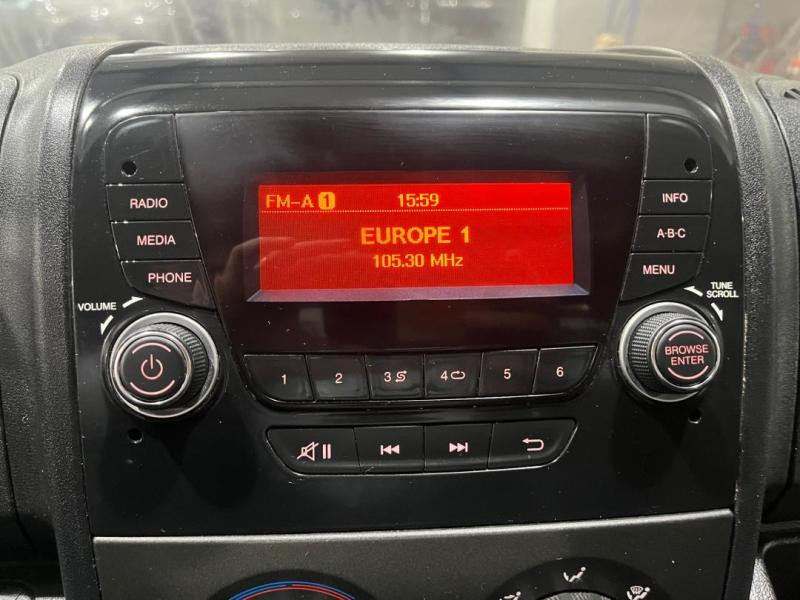 FM-A 1 15:59
EUROPE 1
105.30 MHz
RADIO
MEDIA
PHONE
INFO
A-B-C
MENU
VOLUME
TUNE
SCROLL
BROWSE
ENTER
1 2 3 4 5 6